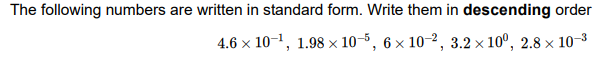 The following numbers are written in standard form. Write them in descending order
4.6 × 10⁻¹, 1.98 × 10⁻⁵, 6 × 10⁻², 3.2 × 10⁰, 2.8 × 10⁻³